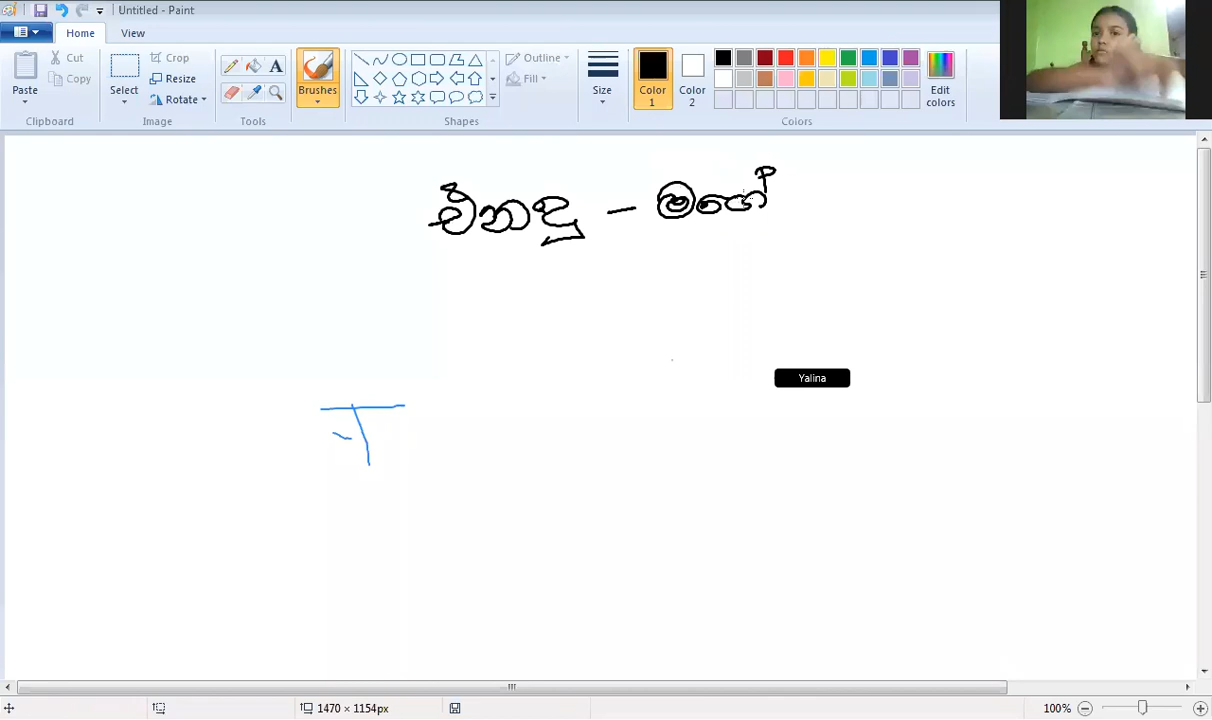 Untitled - Paint
Home View
Paste Cut Copy Select Crop Resize Rotate Brushes Outline Fill Size Color 1 Color 2 Edit colors
Clipboard Image Tools Shapes Colors
එනදු - මගේ
Yalina
1470 × 1154px 100%